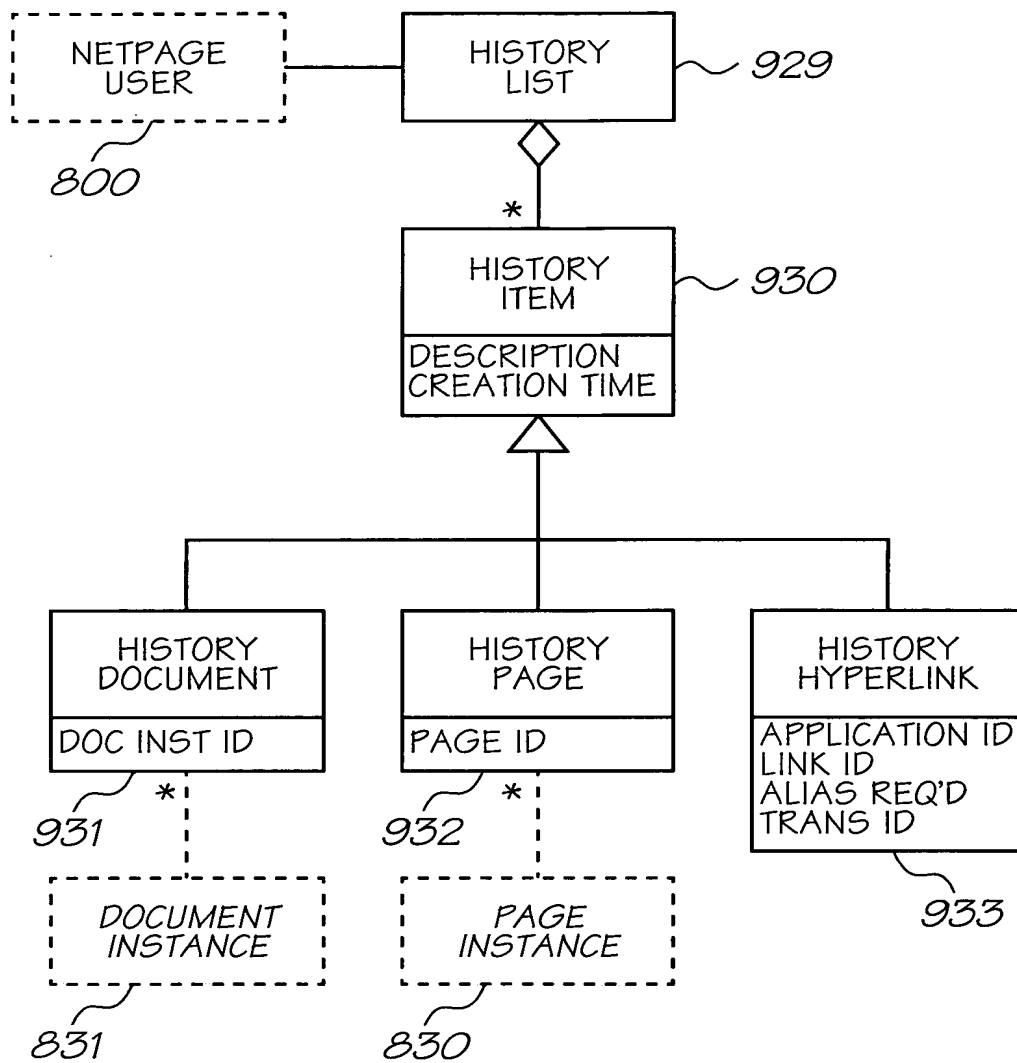 NETPAGE
USER
800
HISTORY
LIST
929
*
HISTORY
ITEM
930
DESCRIPTION
CREATION TIME
HISTORY
DOCUMENT
DOC INST ID
931
*
HISTORY
PAGE
PAGE ID
932
*
HISTORY
HYPERLINK
APPLICATION ID
LINK ID
ALIAS REQ'D
TRANS ID
933
DOCUMENT
INSTANCE
831
PAGE
INSTANCE
830